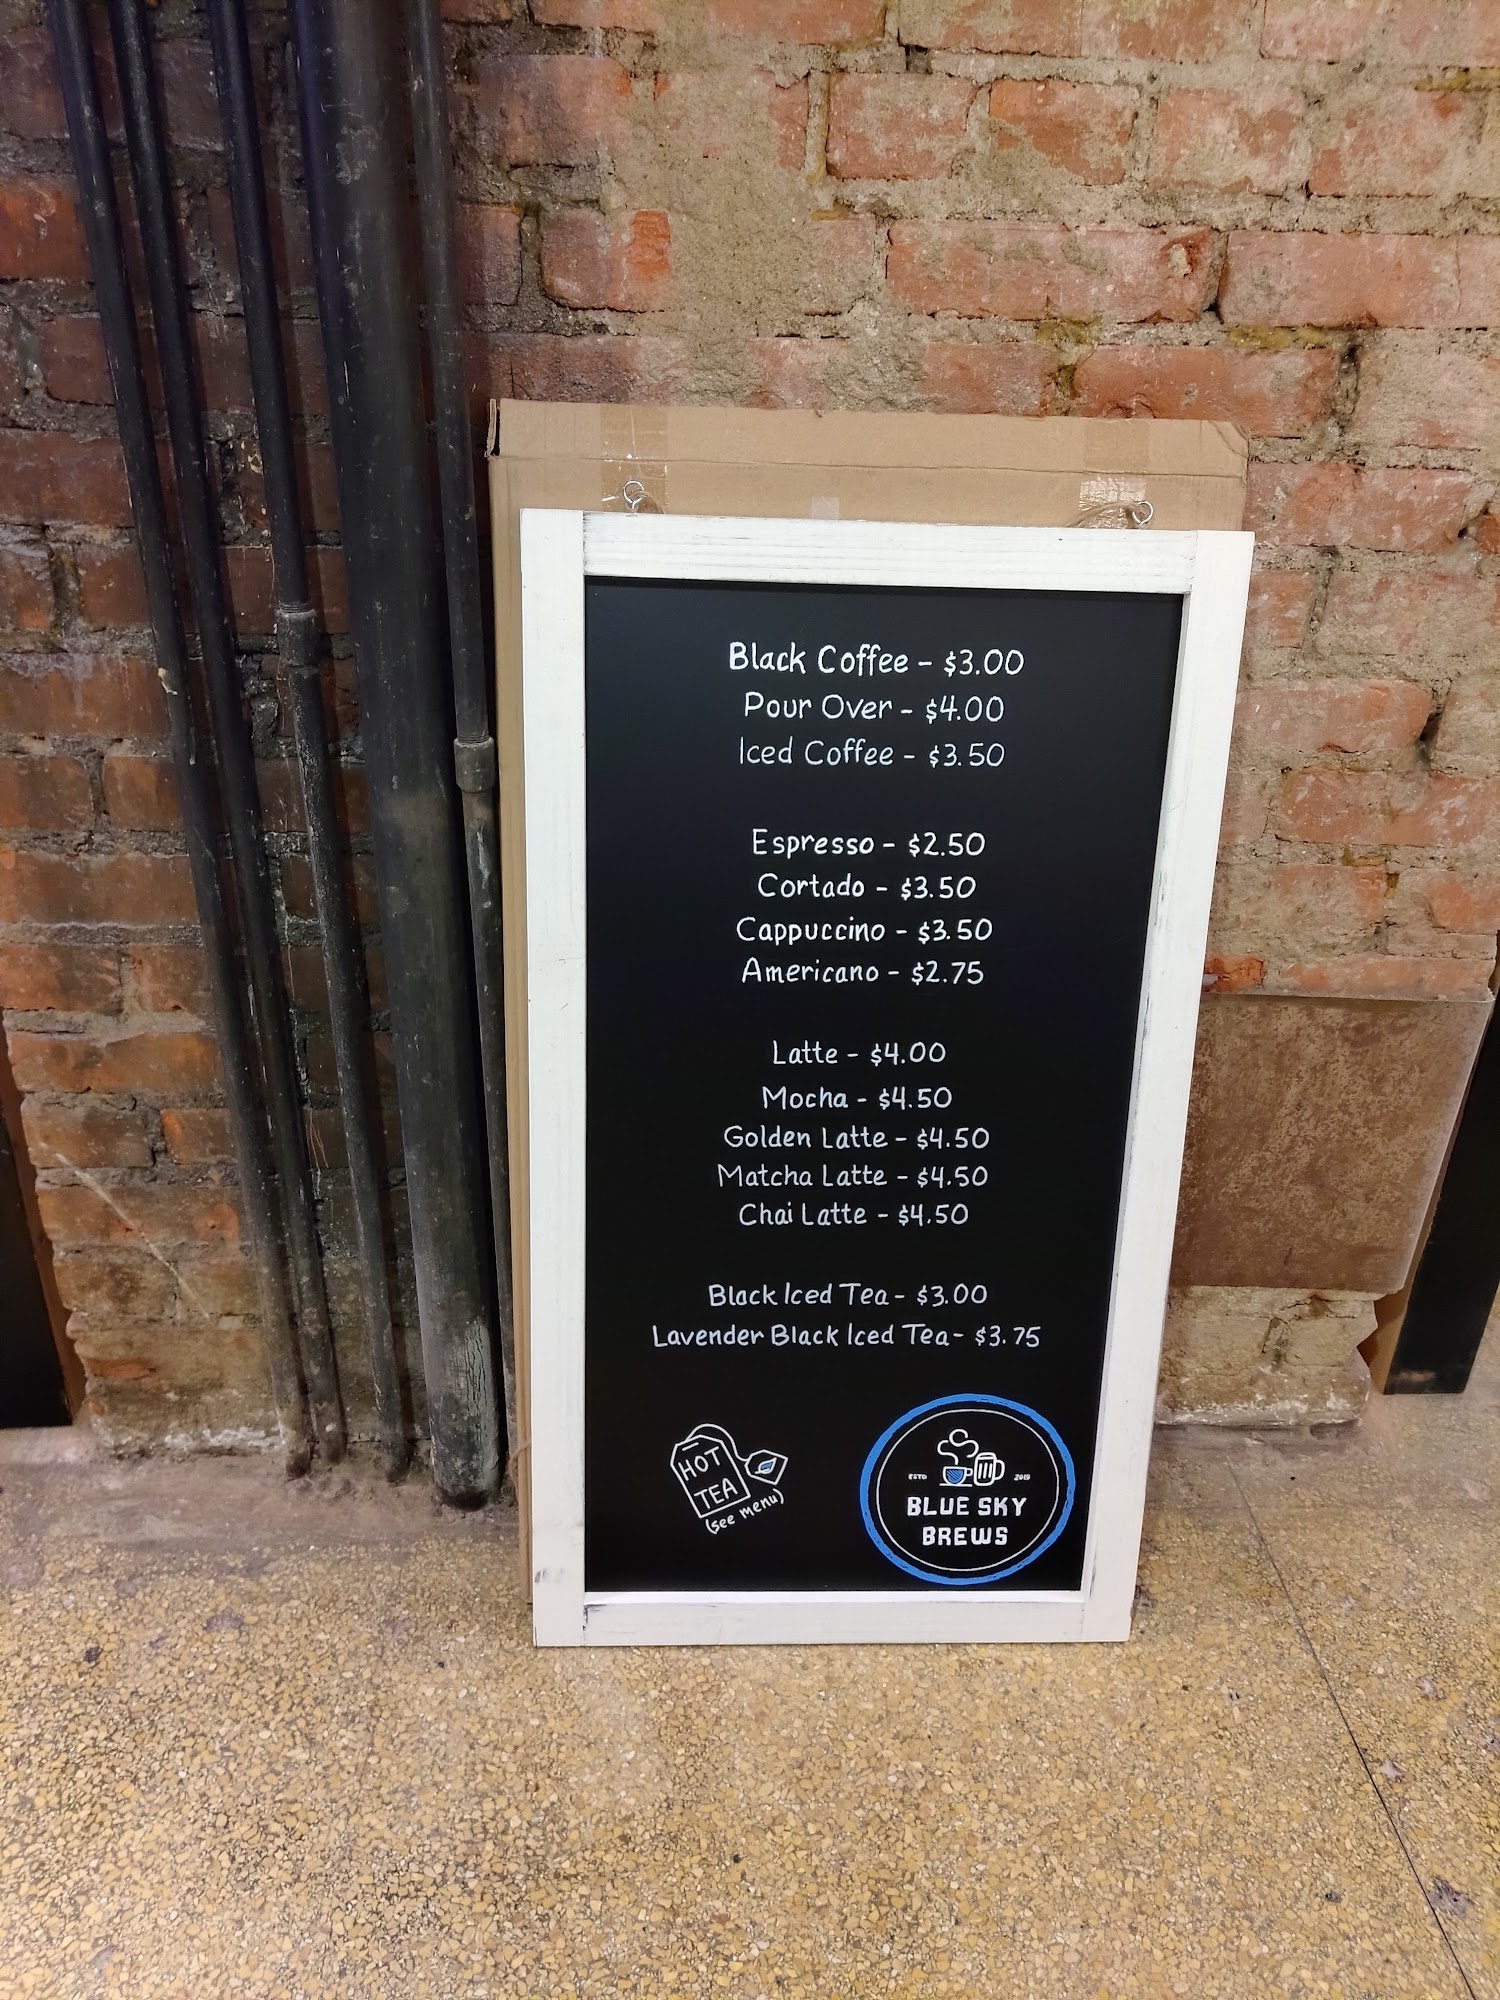 Black Coffee - $3.00
Pour Over - $4.00
Iced Coffee - $3.50
Espresso - $2.50
Cortado - $3.50
Cappuccino - $3.50
Americano - $2.75
Latte - $4.00
Mocha - $4.50
Golden Latte - $4.50
Matcha Latte - $4.50
Chai Latte - $4.50
Black Iced Tea - $3.00
Lavender Black Iced Tea - $3.75
HOT
TEA
(see menu)
ESTD 2019
BLUE SKY
BREWS